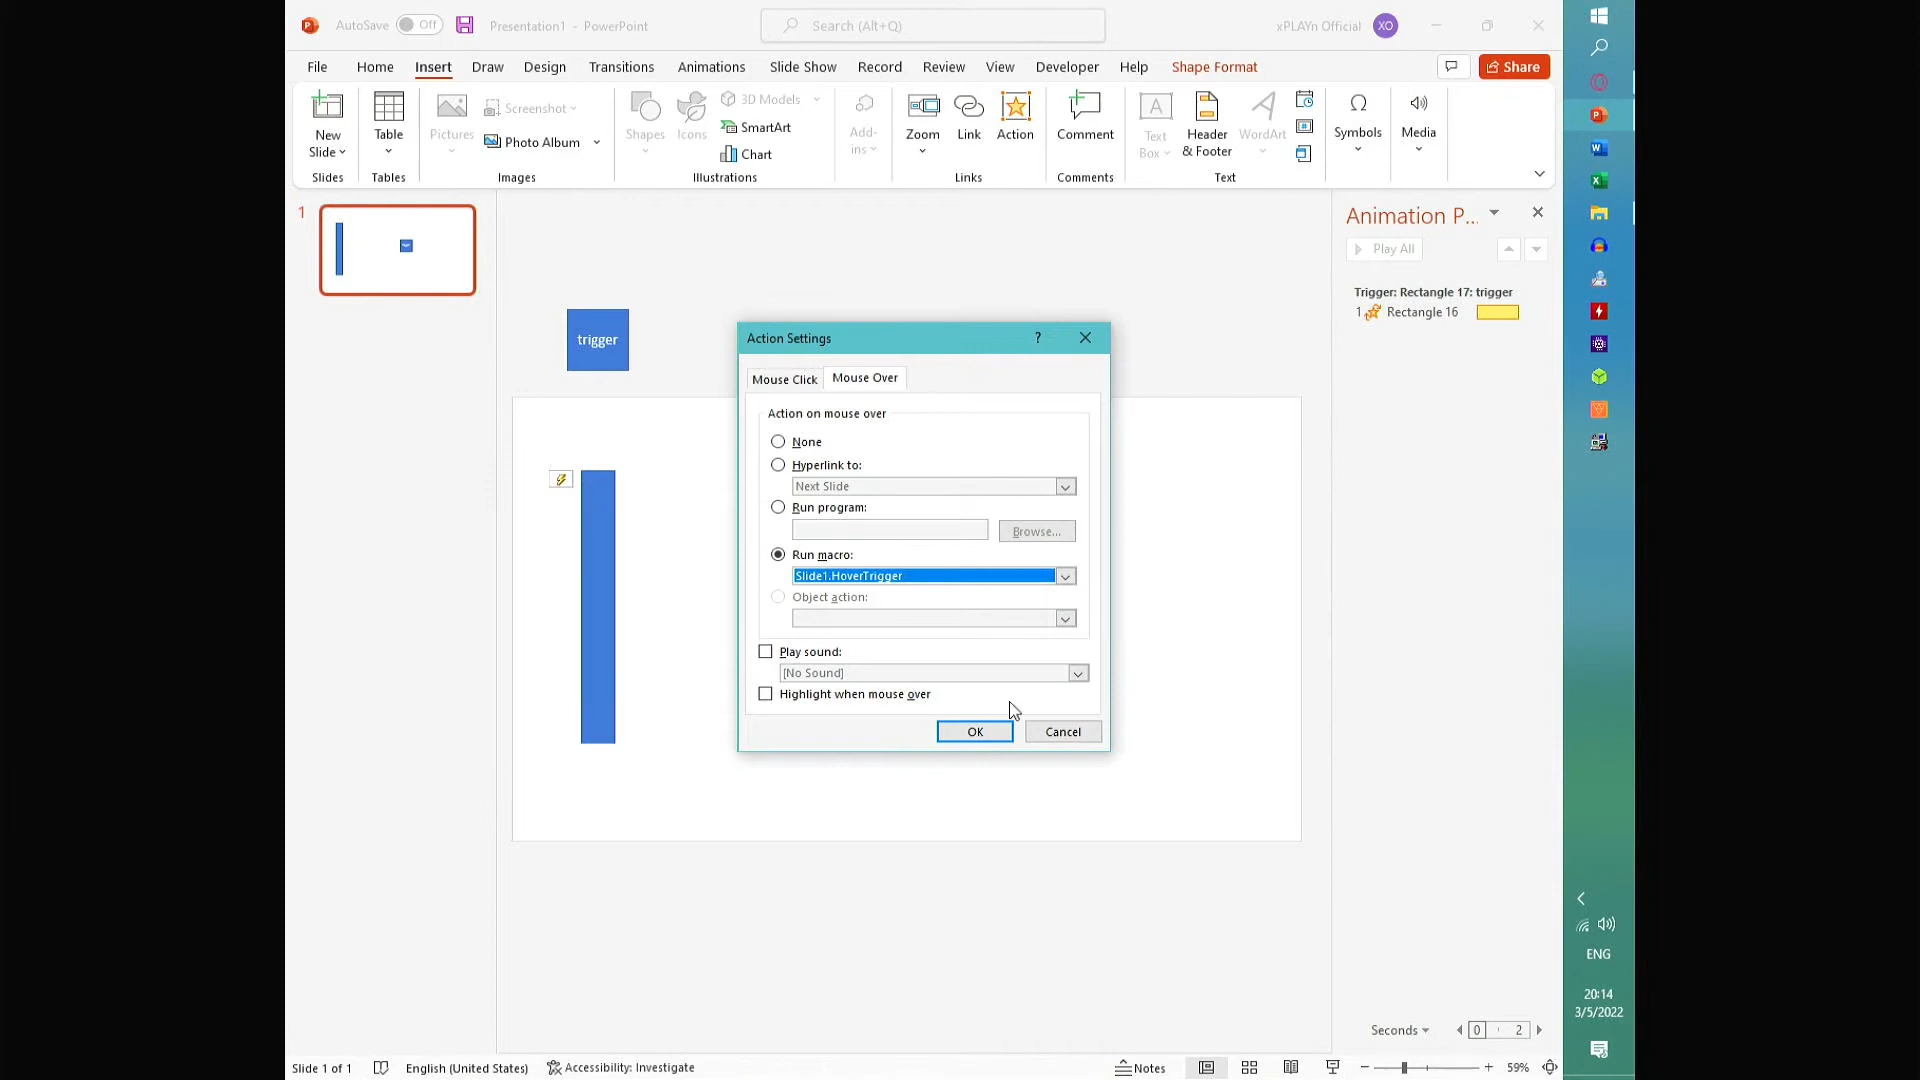 AutoSave Off Presentation1 - PowerPoint Search (Alt+Q) xPLAYn Official XO
File Home Insert Draw Design Transitions Animations Slide Show Record Review View Developer Help Shape Format Share
New Slide
Table
Pictures
Screenshot
Photo Album
Shapes
Icons
3D Models
SmartArt
Chart
Add-ins
Zoom
Link
Action
Comment
Text Box
Header & Footer
WordArt
Symbols
Media
Slides Tables Images Illustrations Links Comments Text
1
Animation P...
Play All
Trigger: Rectangle 17: trigger
1 Rectangle 16
trigger
Action Settings ?
Mouse Click Mouse Over
Action on mouse over
None
Hyperlink to:
Next Slide
Run program:
Browse...
Run macro:
Slide1.HoverTrigger
Object action:
Play sound:
[No Sound]
Highlight when mouse over
OK Cancel
ENG
20:14
3/5/2022
Seconds 0 2
Slide 1 of 1 English (United States) Accessibility: Investigate Notes 59%